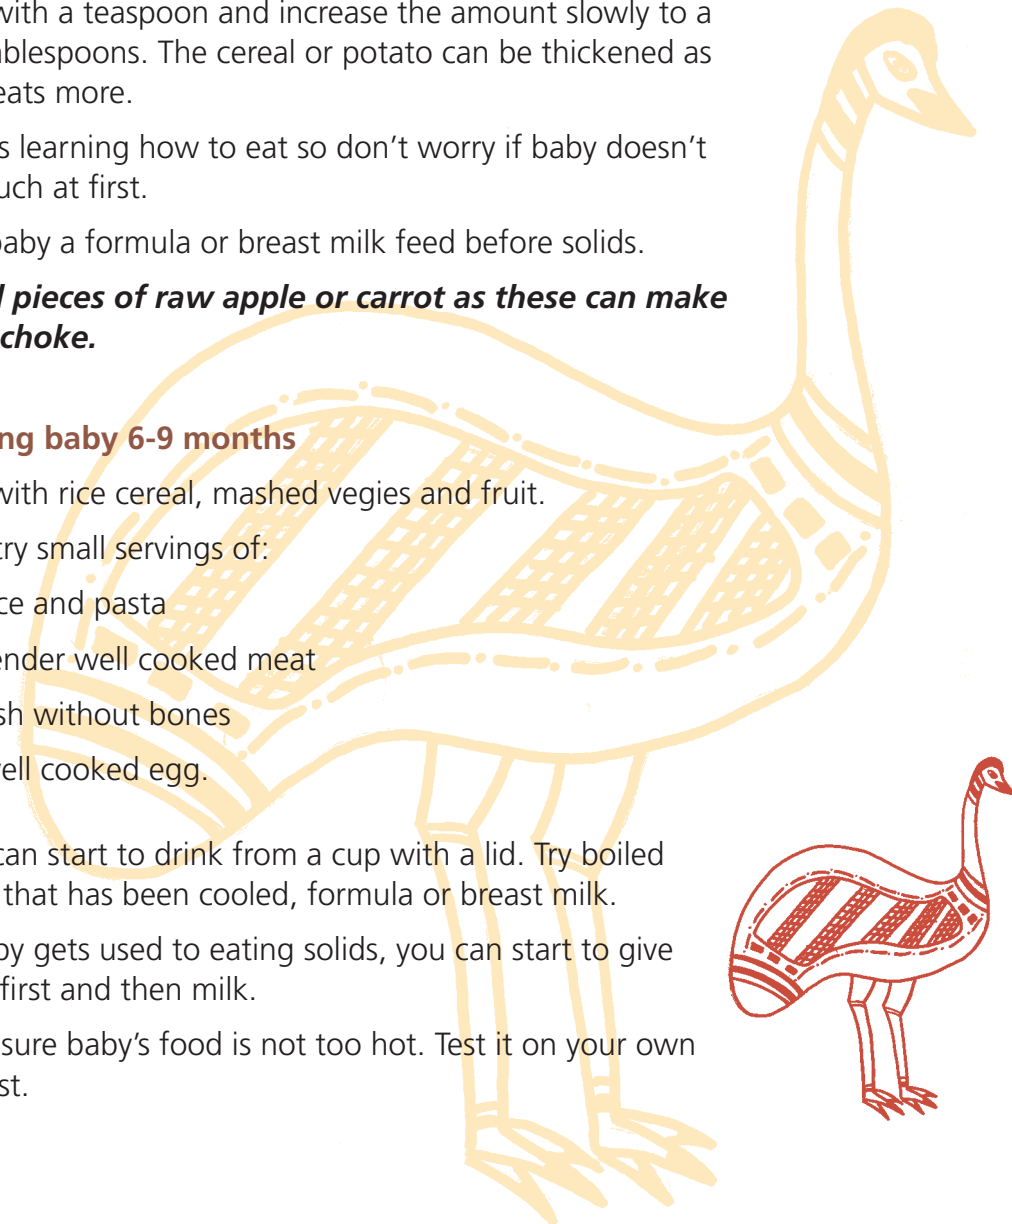 with a teaspoon and increase the amount slowly to a
ablespoons. The cereal or potato can be thickened as
eats more.
s learning how to eat so don’t worry if baby doesn’t
uch at first.
baby a formula or breast milk feed before solids.
d pieces of raw apple or carrot as these can make
choke.
ng baby 6-9 months
with rice cereal, mashed vegies and fruit.
try small servings of:
ce and pasta
ender well cooked meat
sh without bones
well cooked egg.
can start to drink from a cup with a lid. Try boiled
that has been cooled, formula or breast milk.
by gets used to eating solids, you can start to give
first and then milk.
sure baby’s food is not too hot. Test it on your own
st.